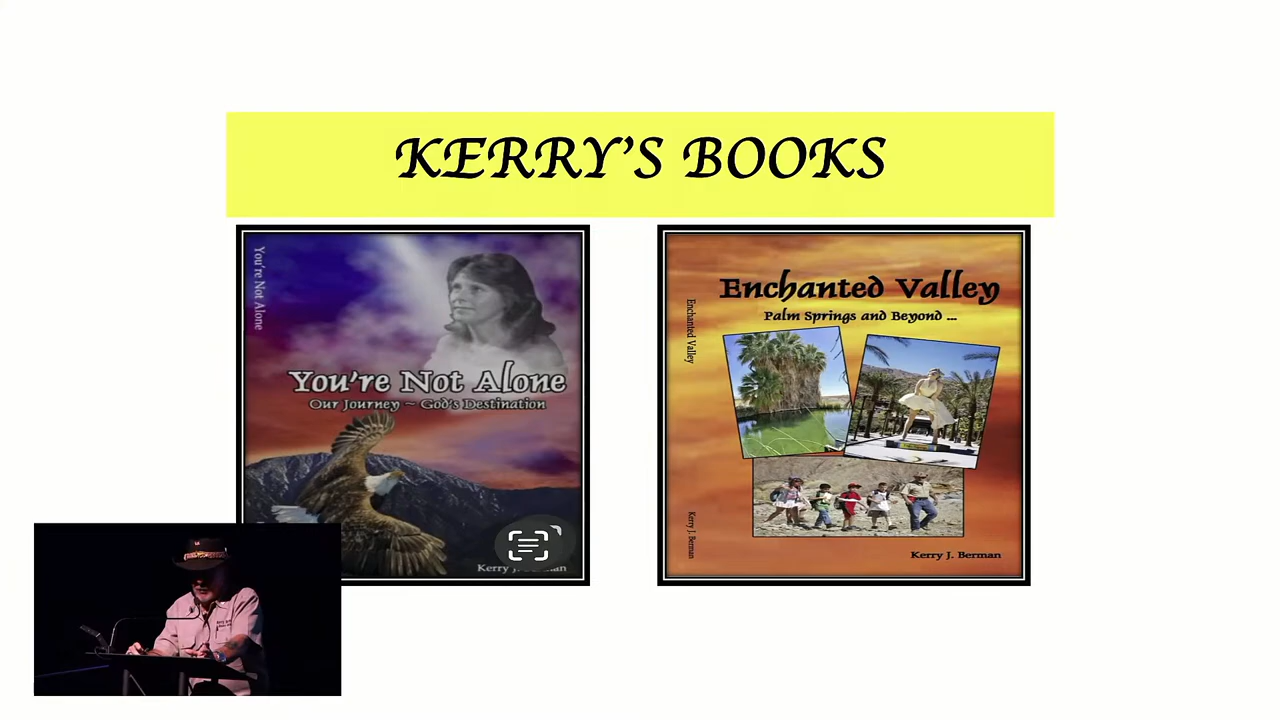 KERRY'S BOOKS
You're Not Alone
You're Not Alone
Our Journey ~ God's Destination
Kerry J.
Enchanted Valley
Enchanted Valley
Palm Springs and Beyond ...
Kerry J. Berman
Kerry J. Berman